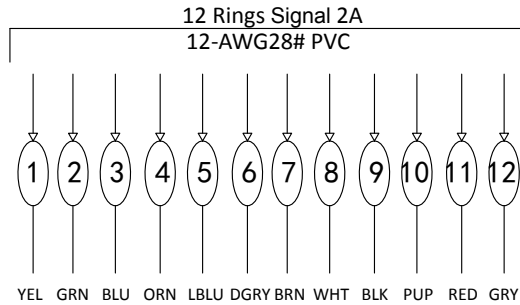 12 Rings Signal 2A
12-AWG28# PVC
1 2 3 4 5 6 7 8 9 10 11 12
YEL GRN BLU ORN LBLU DGRY BRN WHT BLK PUP RED GRY